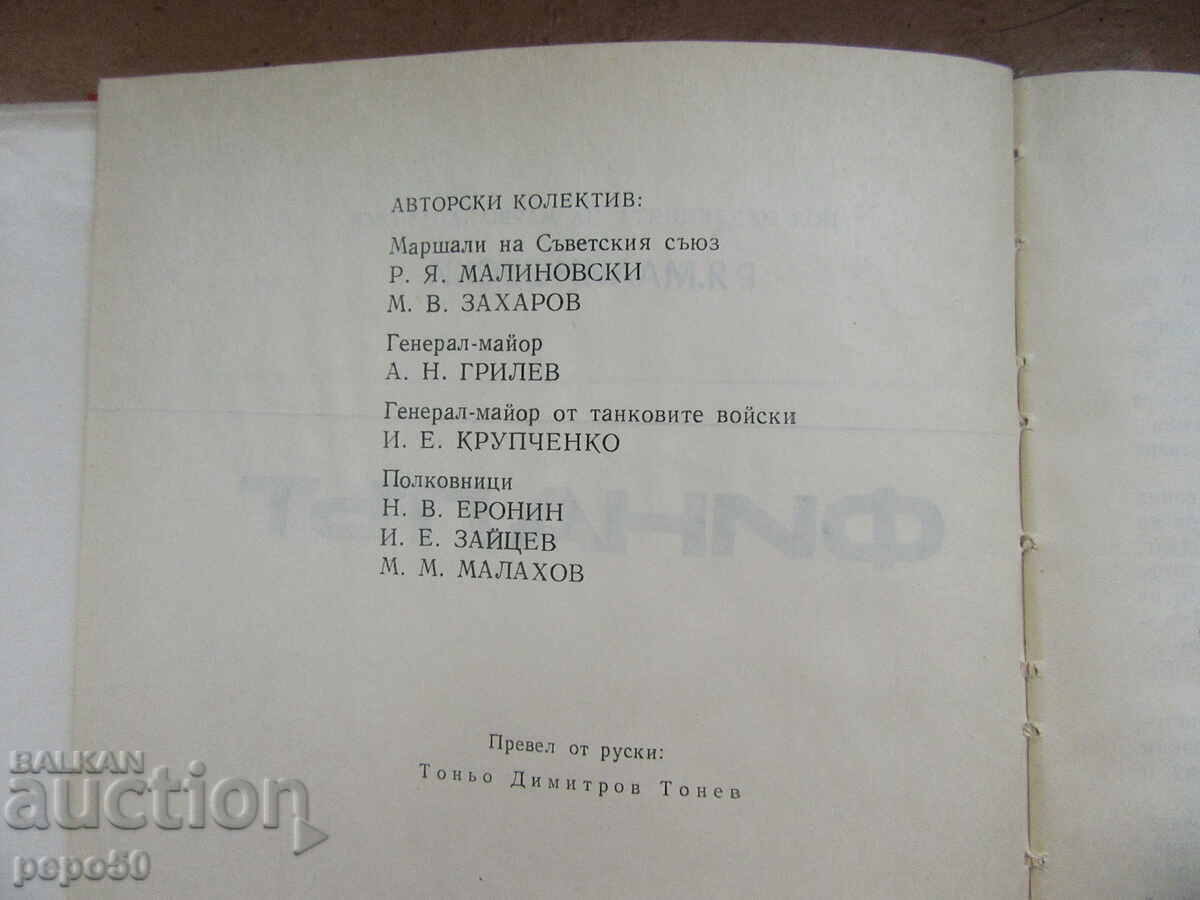 АВТОРСКИ КОЛЕКТИВ:
Маршали на Съветския съюз
Р. Я. МАЛИНОВСКИ
М. В. ЗАХАРОВ
Генерал-майор
А. Н. ГРИЛЕВ
Генерал-майор от танковите войски
И. Е. КРУПЧЕНКО
Полковници
Н. В. ЕРОНИН
И. Е. ЗАЙЦЕВ
М. М. МАЛАХОВ
Превел от руски:
Тоньо Димитров Тонев
BALKAN
auction
pepo50